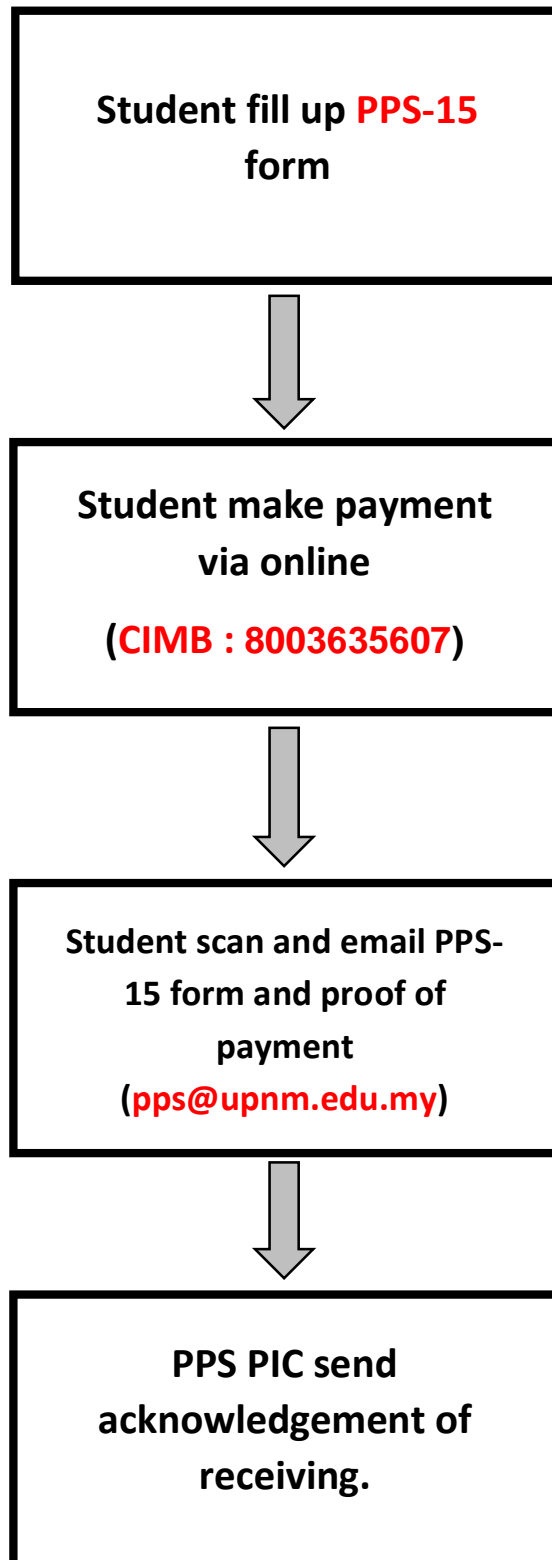 Student fill up PPS-15
form
Student make payment
via online
(CIMB : 8003635607)
Student scan and email PPS-
15 form and proof of
payment
(pps@upnm.edu.my)
PPS PIC send
acknowledgement of
receiving.